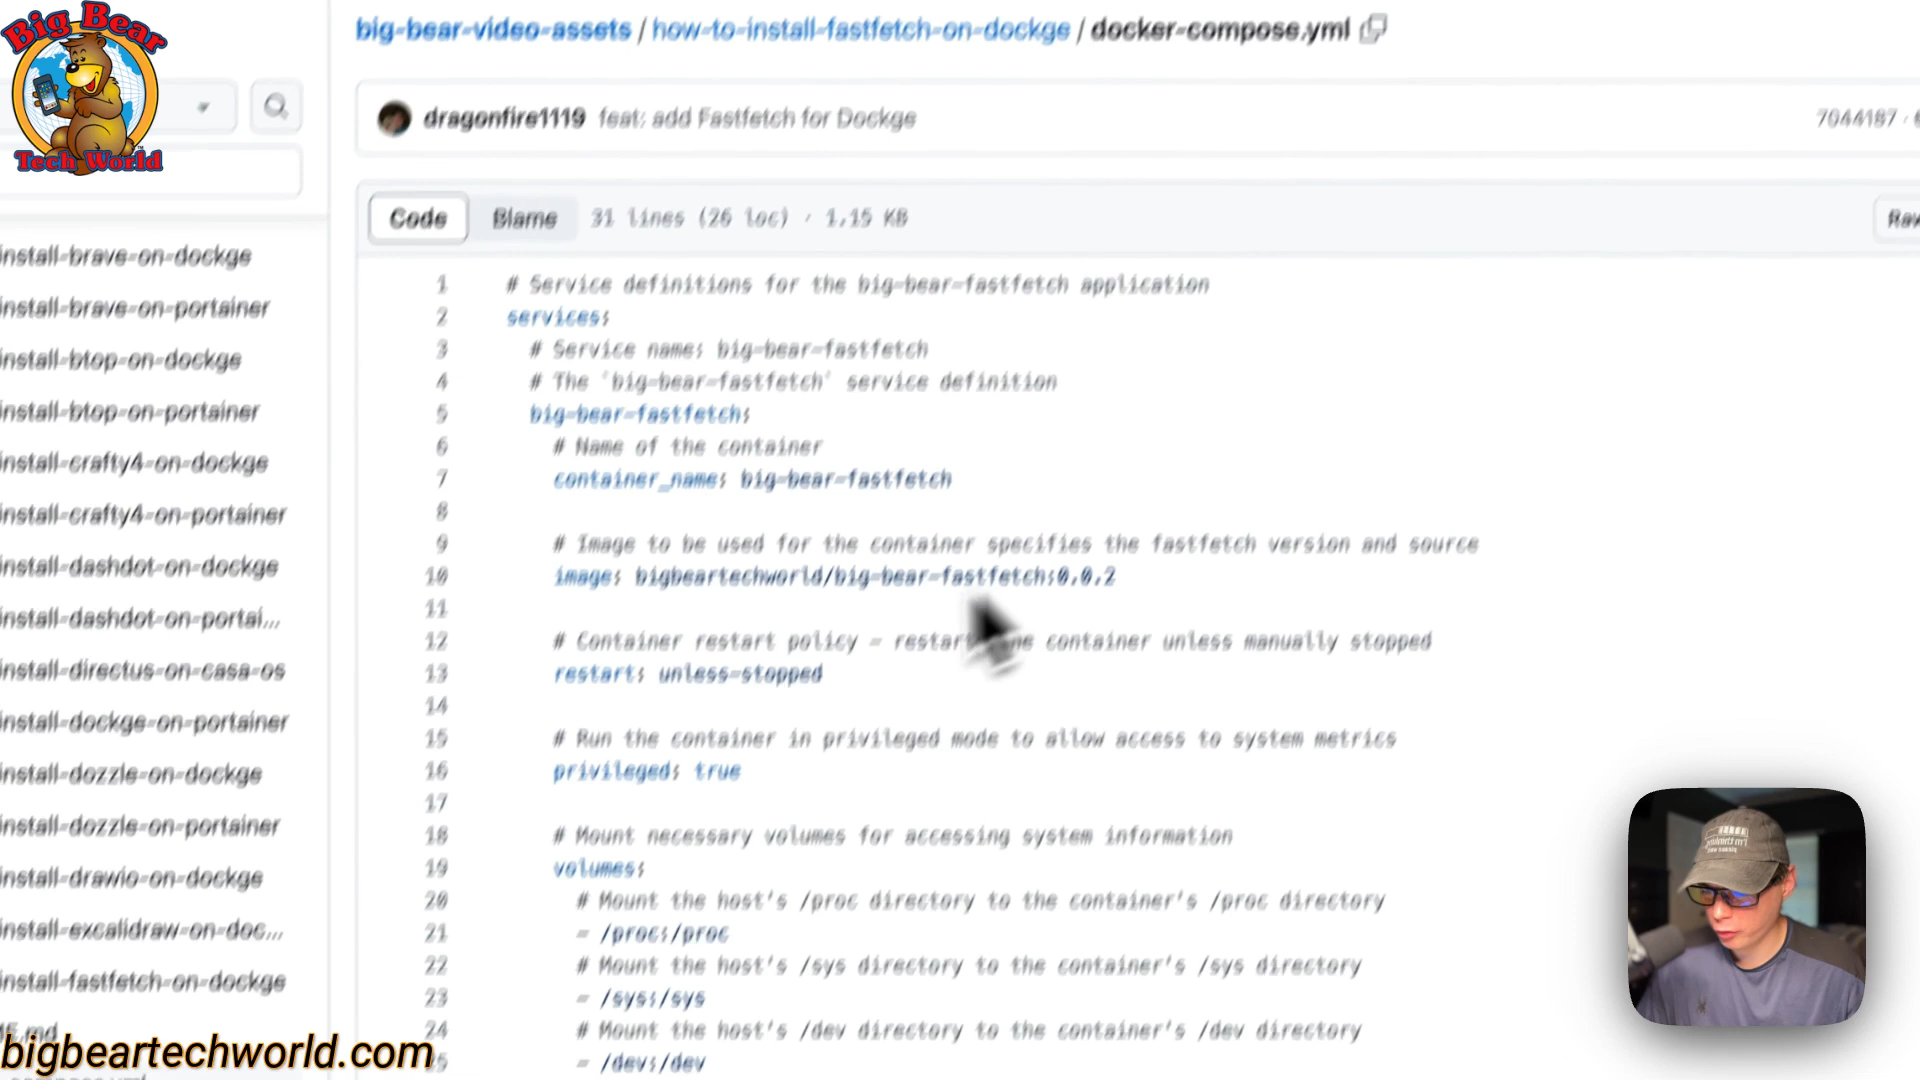 Big Bear
Tech World
big-bear-video-assets / how-to-install-fastfetch-on-dockge / docker-compose.yml
dragonfire1119 feat: add Fastfetch for Dockge
7044187
Code Blame 31 lines (26 loc) · 1.15 KB
Raw
install-brave-on-dockge
install-brave-on-portainer
install-btop-on-dockge
install-btop-on-portainer
install-crafty4-on-dockge
install-crafty4-on-portainer
install-dashdot-on-dockge
install-dashdot-on-portai...
install-directus-on-casa-os
install-dockge-on-portainer
install-dozzle-on-dockge
install-dozzle-on-portainer
install-drawio-on-dockge
install-excalidraw-on-doc...
install-fastfetch-on-dockge
1 # Service definitions for the big-bear-fastfetch application
2 services:
3 # Service name: big-bear-fastfetch
4 # The `big-bear-fastfetch` service definition
5 big-bear-fastfetch:
6 # Name of the container
7 container_name: big-bear-fastfetch
8
9 # Image to be used for the container specifies the fastfetch version and source
10 image: bigbeartechworld/big-bear-fastfetch:0.0.2
11
12 # Container restart policy - restart the container unless manually stopped
13 restart: unless-stopped
14
15 # Run the container in privileged mode to allow access to system metrics
16 privileged: true
17
18 # Mount necessary volumes for accessing system information
19 volumes:
20 # Mount the host's /proc directory to the container's /proc directory
21 - /proc:/proc
22 # Mount the host's /sys directory to the container's /sys directory
23 - /sys:/sys
24 # Mount the host's /dev directory to the container's /dev directory
25 - /dev:/dev
bigbeartechworld.com